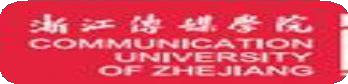 浙江传媒学院
COMMUNICATION
UNIVERSITY
OF ZHEJIANG